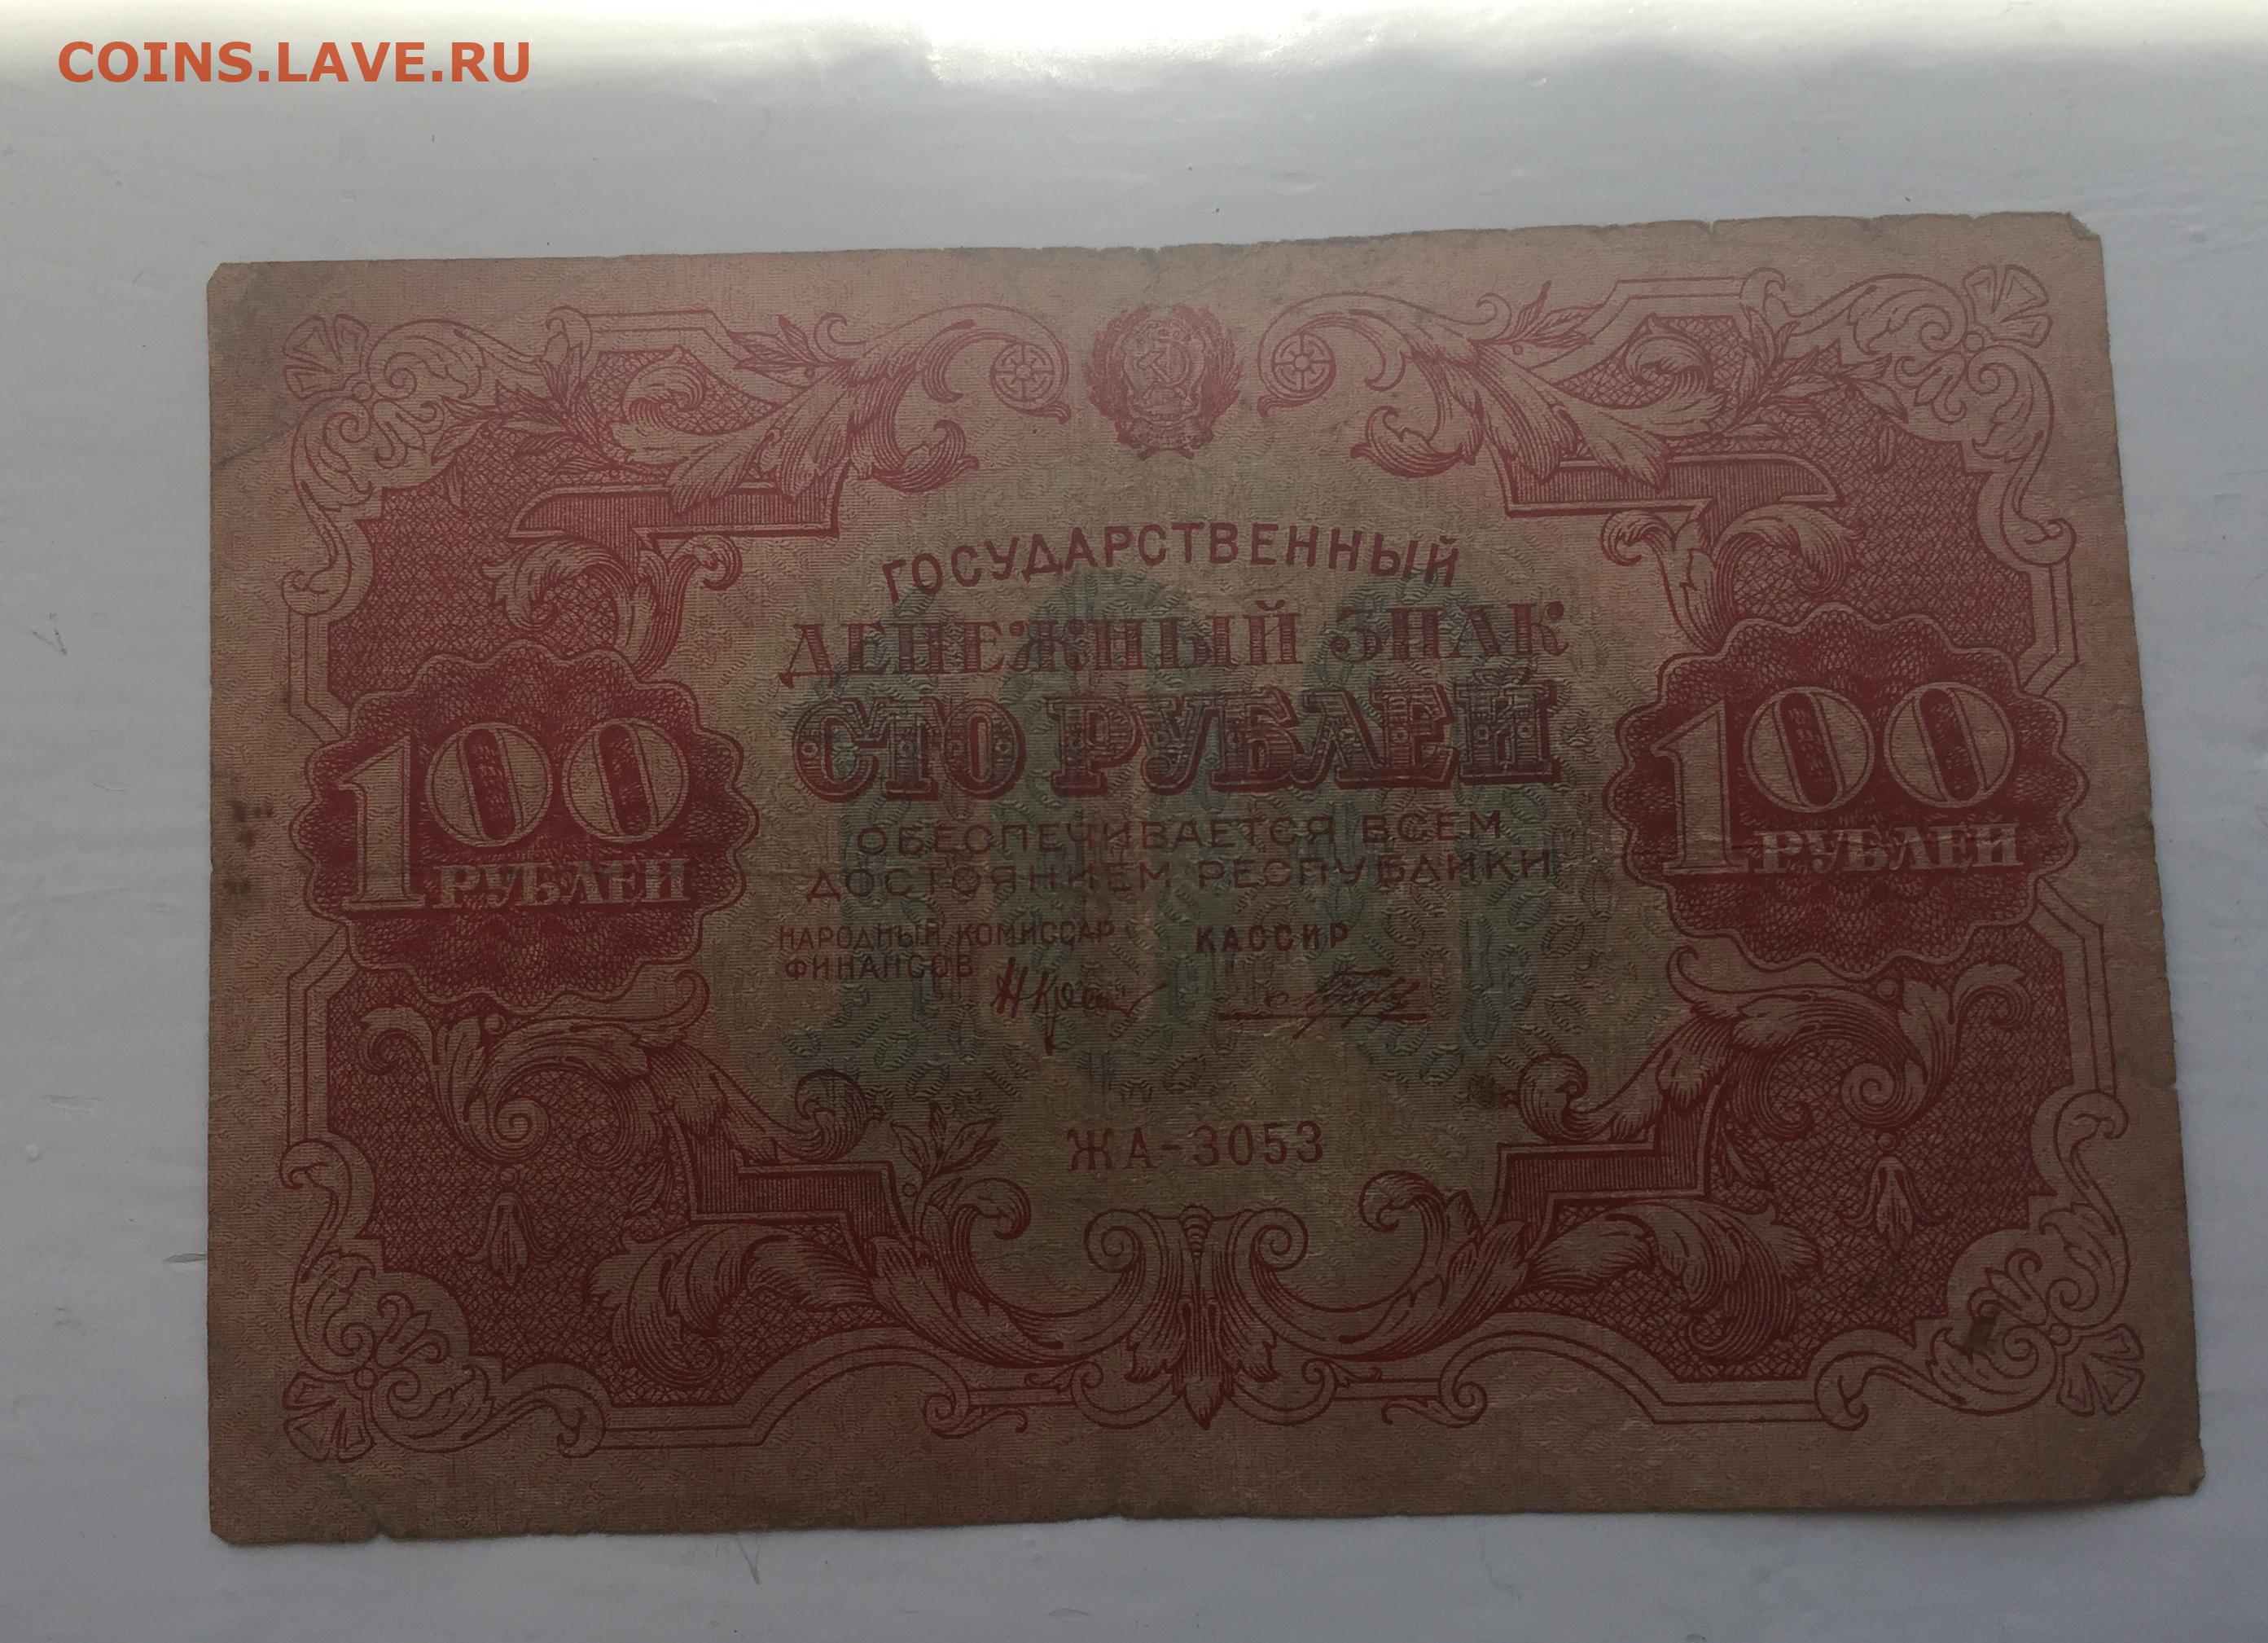 COINS.LAVE.RU
ГОСУДАРСТВЕННЫЙ
ДЕНЕЖНЫЙ ЗНАК
СТО РУБЛЕЙ
100
РУБЛЕЙ
100
РУБЛЕЙ
ОБЕСПЕЧИВАЕТСЯ ВСЕМ
ДОСТОЯНИЕМ РЕСПУБЛИКИ
НАРОДНЫЙ КОМИССАР
ФИНАНСОВ
КАССИР
ЖА-3053